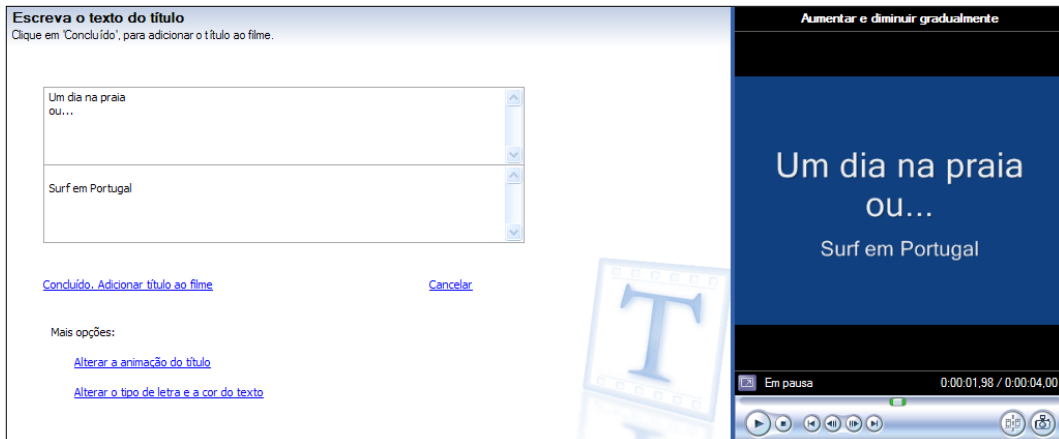 Escreva o texto do título
Clique em 'Concluído', para adicionar o título ao filme.
Um dia na praia
ou...
Surf em Portugal
Concluído. Adicionar título ao filme
Cancelar
Mais opções:
Alterar a animação do título
Alterar o tipo de letra e a cor do texto
T
Aumentar e diminuir gradualmente
Um dia na praia
ou...
Surf em Portugal
Em pausa
0:00:01,98 / 0:00:04,00